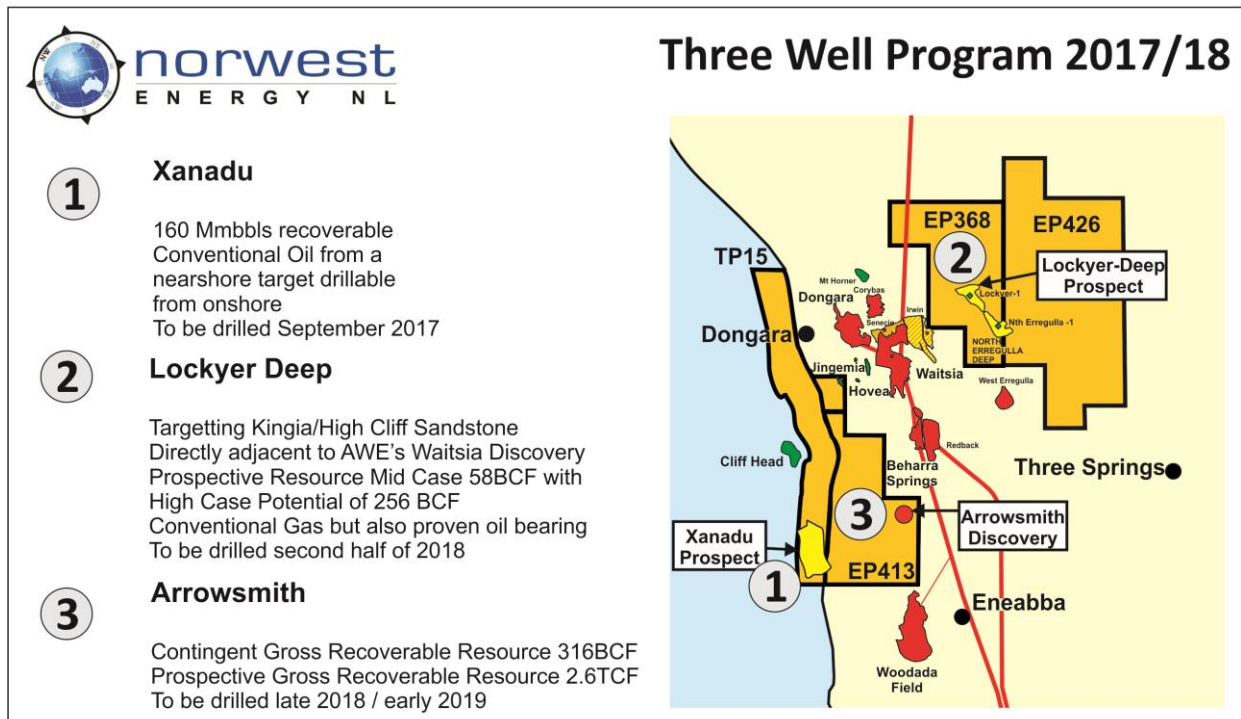 norwest
ENERGY NL
NW
N
NE
E
SE
S
SW
W
Three Well Program 2017/18
1
Xanadu
160 Mmbbls recoverable
Conventional Oil from a
nearshore target drillable
from onshore
To be drilled September 2017
2
Lockyer Deep
Targetting Kingia/High Cliff Sandstone
Directly adjacent to AWE's Waitsia Discovery
Prospective Resource Mid Case 58BCF with
High Case Potential of 256 BCF
Conventional Gas but also proven oil bearing
To be drilled second half of 2018
3
Arrowsmith
Contingent Gross Recoverable Resource 316BCF
Prospective Gross Recoverable Resource 2.6TCF
To be drilled late 2018 / early 2019
EP368
EP426
2
TP15
Lockyer-Deep
Prospect
Mt Horner
Corybas
Dongara
Lockyer-1
Senecio
Irwin
Nth Erregulla -1
Dongara
NORTH
ERREGULLA
DEEP
Jingemia
Waitsia
Hovea
West Erregulla
Redback
Cliff Head
Beharra
Springs
Three Springs
3
Arrowsmith
Discovery
Xanadu
Prospect
1
EP413
Eneabba
Woodada
Field